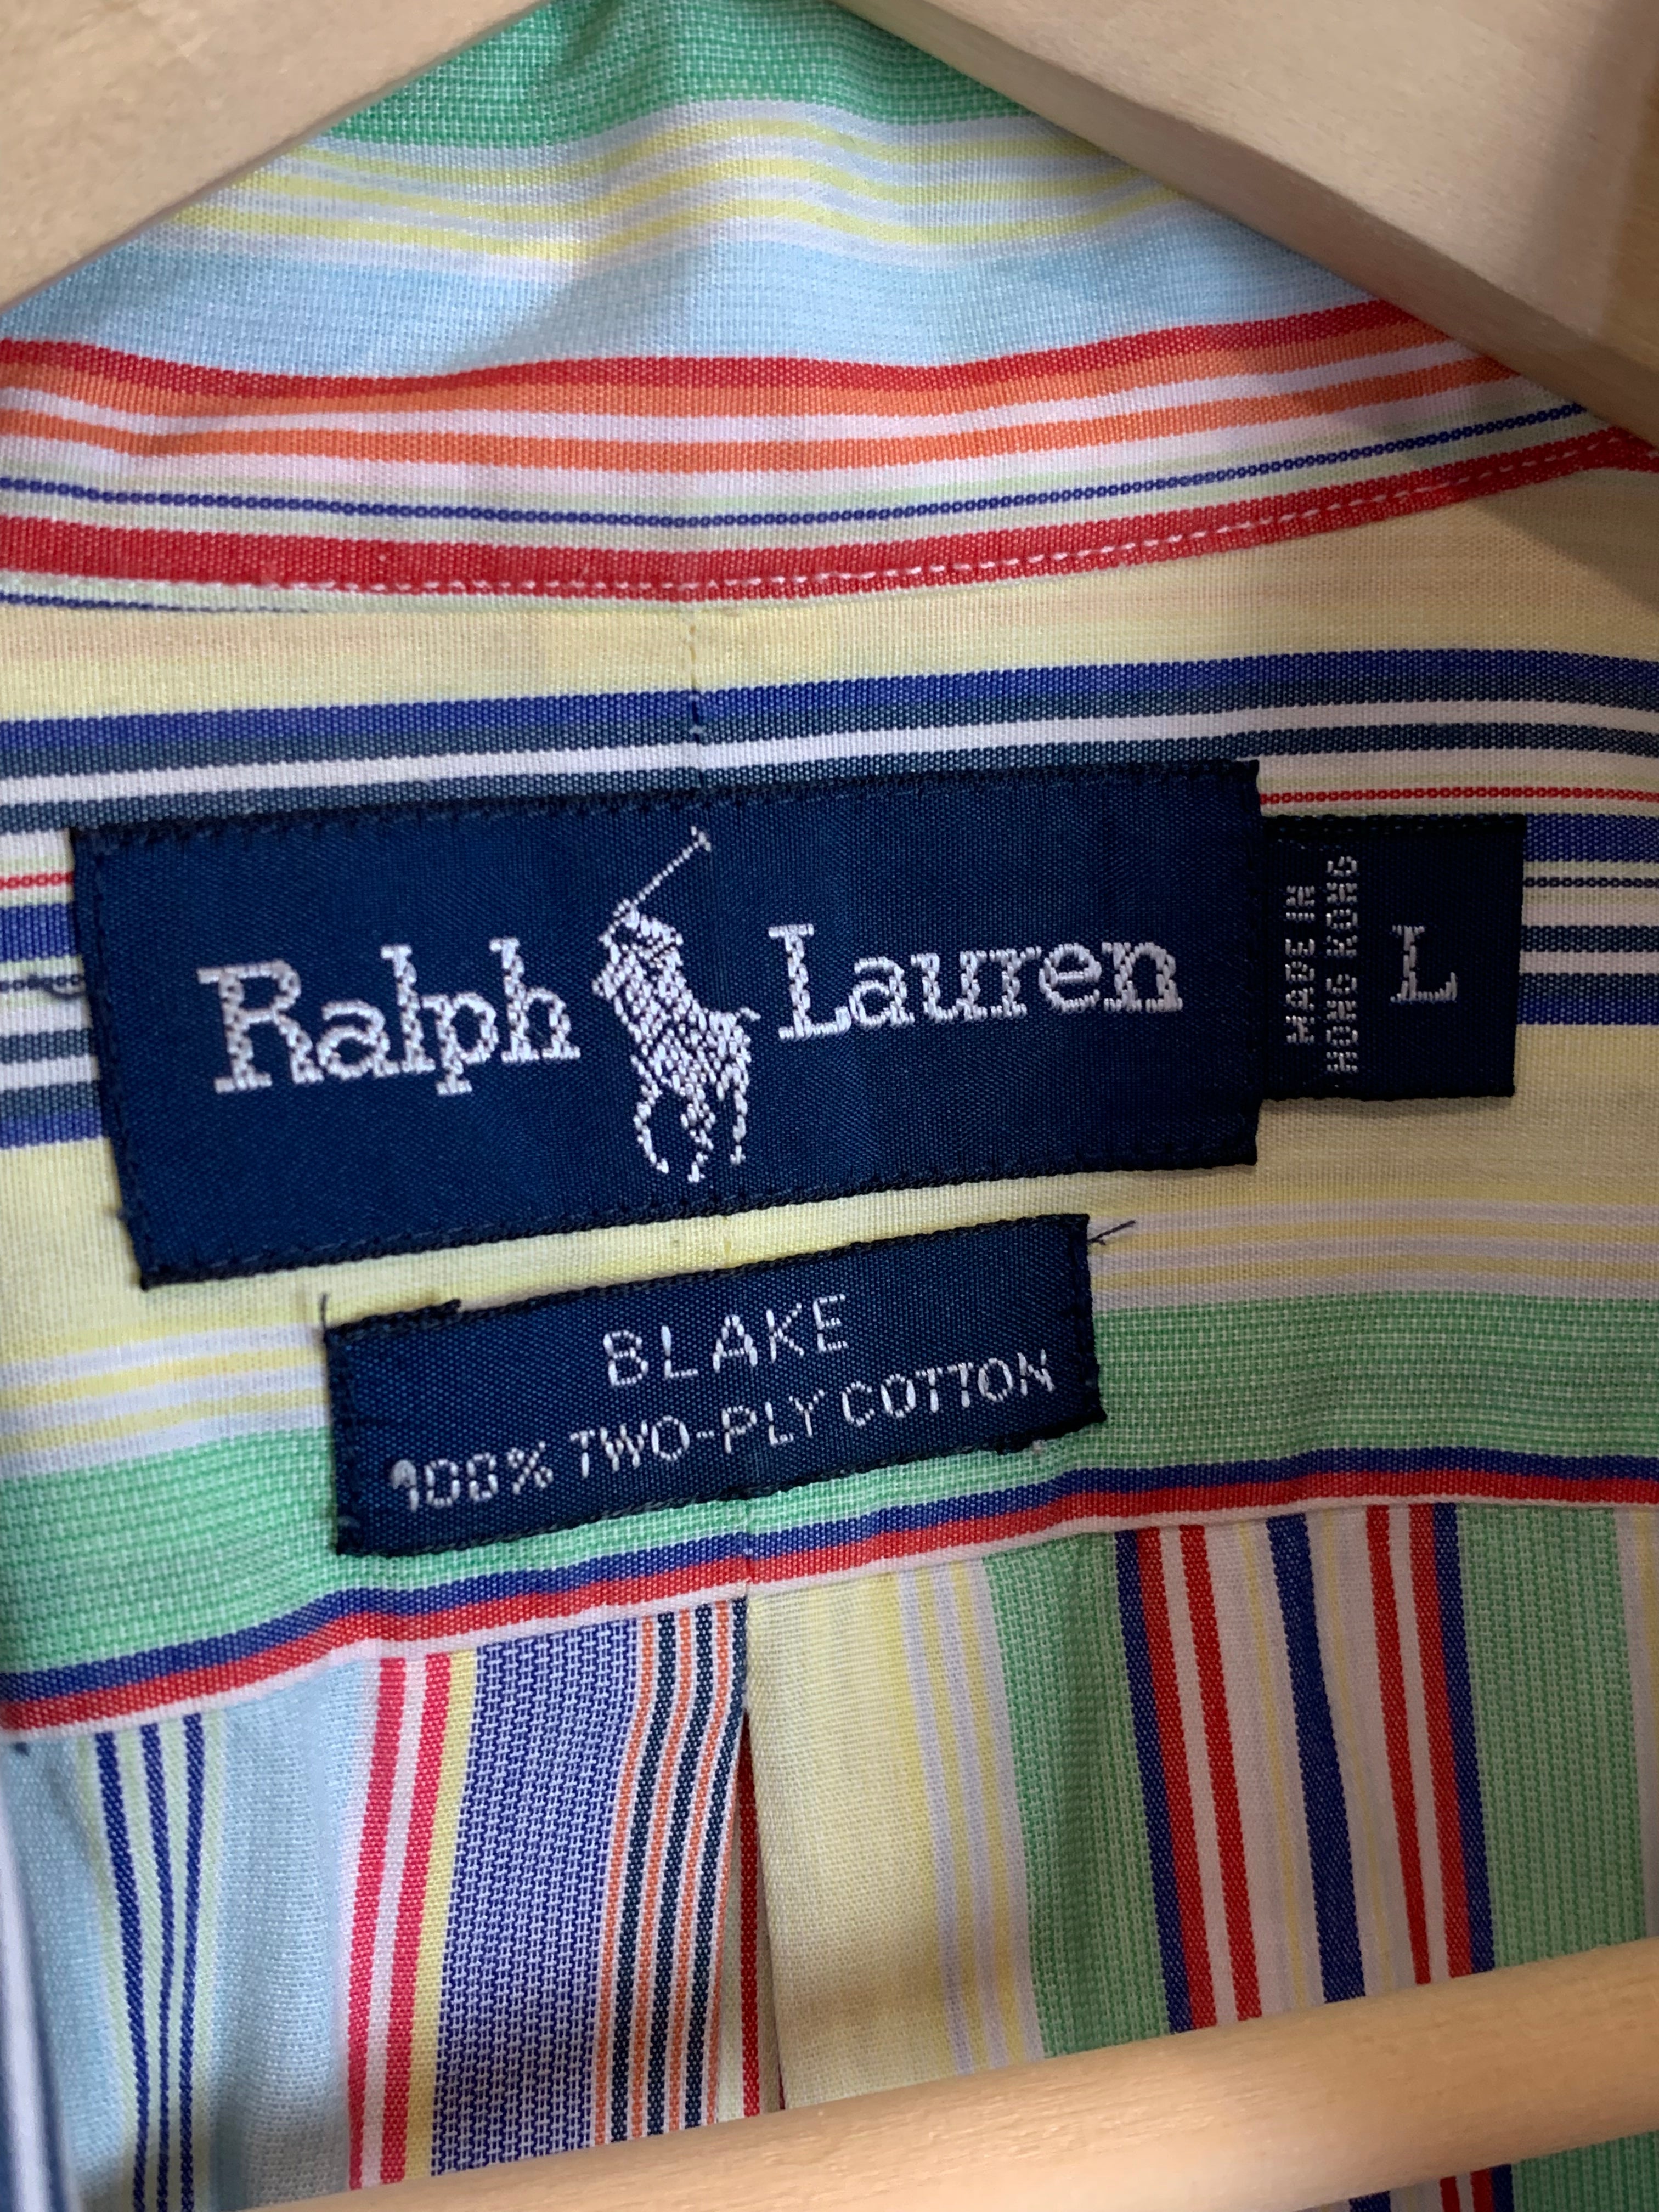 Ralph Lauren
MADE IN
HONG KONG
L
BLAKE
100% TWO-PLY COTTON